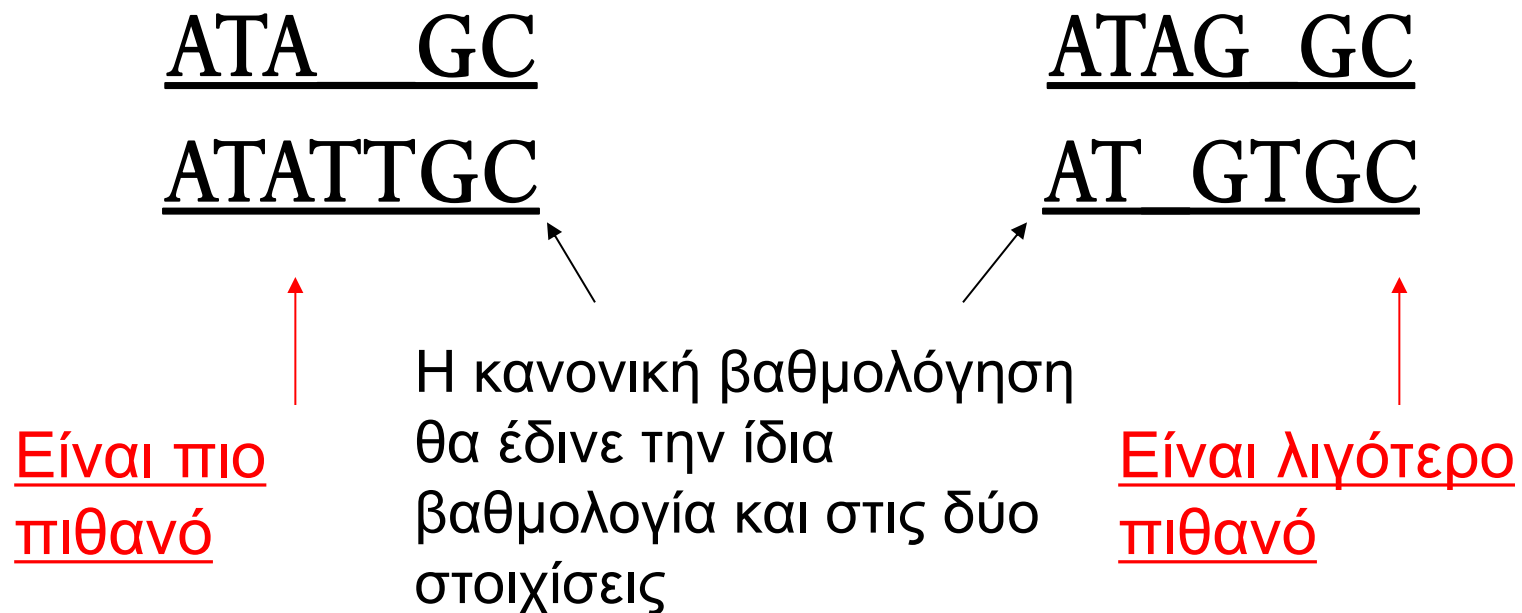 ATA GC
ATATTGC
ATAG GC
AT GTGC
Η κανονική βαθμολόγηση
θα έδινε την ίδια
βαθμολογία και στις δύο
στοιχίσεις
Είναι πιο
πιθανό
Είναι λιγότερο
πιθανό